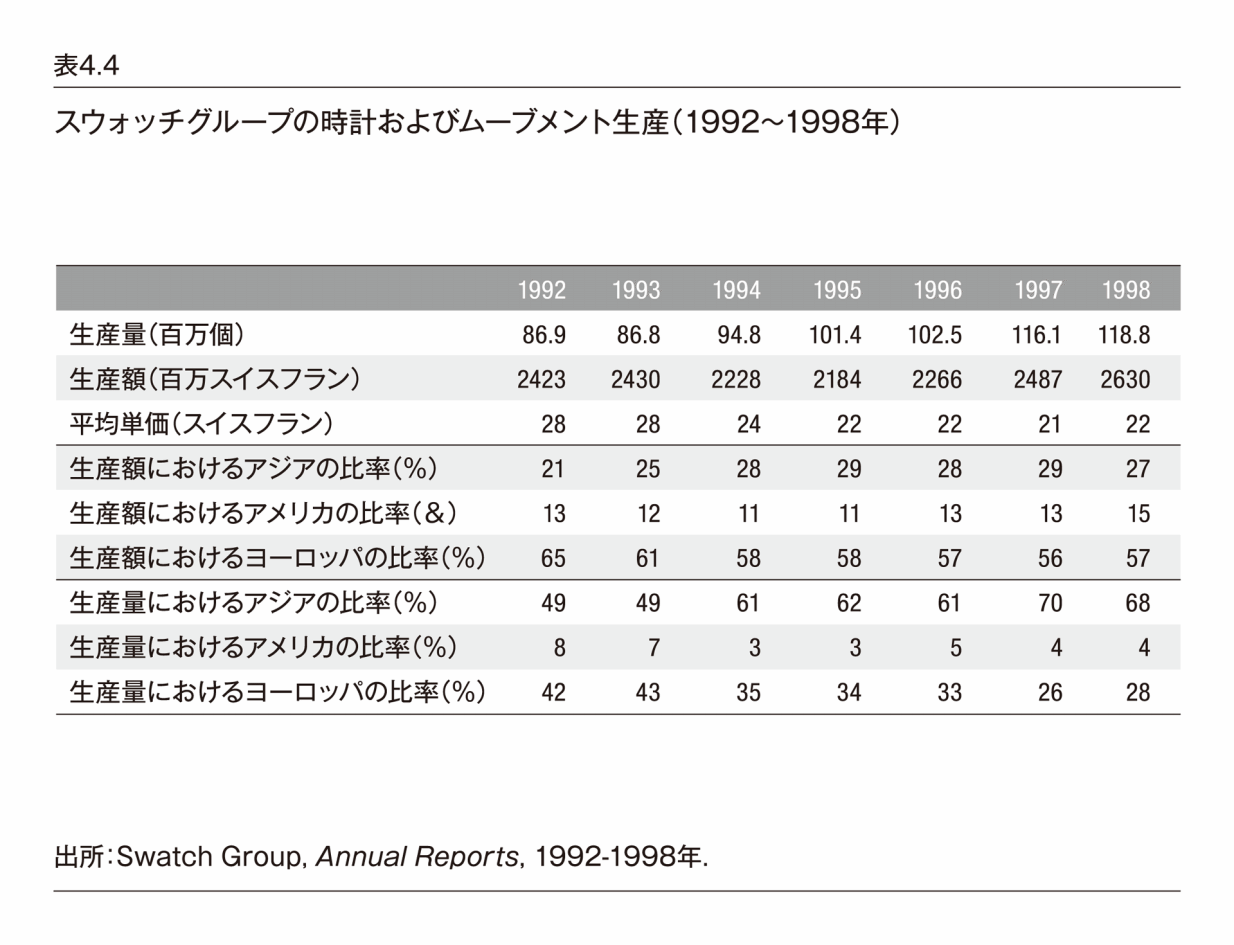 表4.4
スウォッチグループの時計およびムーブメント生産（1992〜1998年）
1992 1993 1994 1995 1996 1997 1998
生産量（百万個） 86.9 86.8 94.8 101.4 102.5 116.1 118.8
生産額（百万スイスフラン） 2423 2430 2228 2184 2266 2487 2630
平均単価（スイスフラン） 28 28 24 22 22 21 22
生産額におけるアジアの比率（%） 21 25 28 29 28 29 27
生産額におけるアメリカの比率（&） 13 12 11 11 13 13 15
生産額におけるヨーロッパの比率（%） 65 61 58 58 57 56 57
生産量におけるアジアの比率（%） 49 49 61 62 61 70 68
生産量におけるアメリカの比率（%） 8 7 3 3 5 4 4
生産量におけるヨーロッパの比率（%） 42 43 35 34 33 26 28
出所：Swatch Group, Annual Reports, 1992-1998年.